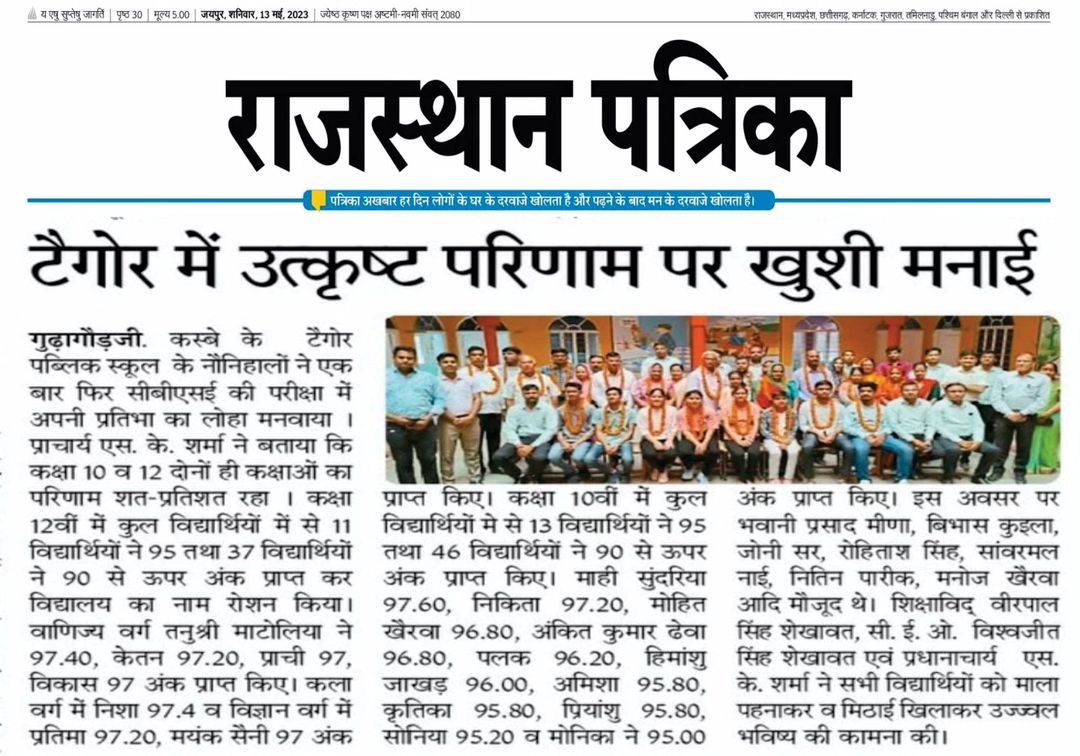 य एषु सुप्तेषु जागर्ति | पृष्ठ 30 | मूल्य 5.00 | जयपुर, शनिवार, 13 मई, 2023 | ज्येष्ठ कृष्ण पक्ष अष्टमी-नवमी संवत् 2080
राजस्थान, मध्यप्रदेश, छत्तीसगढ़, कर्नाटक, गुजरात, तमिलनाडु, पश्चिम बंगाल और दिल्ली से प्रकाशित
राजस्थान पत्रिका
पत्रिका अखबार हर दिन लोगों के घर के दरवाजे खोलता है और पढ़ने के बाद मन के दरवाजे खोलता है।
टैगोर में उत्कृष्ट परिणाम पर खुशी मनाई
गुढ़ागौड़जी. कस्बे के टैगोर
पब्लिक स्कूल के नौनिहालों ने एक
बार फिर सीबीएसई की परीक्षा में
अपनी प्रतिभा का लोहा मनवाया ।
प्राचार्य एस. के. शर्मा ने बताया कि
कक्षा 10 व 12 दोनों ही कक्षाओं का
परिणाम शत-प्रतिशत रहा । कक्षा
12वीं में कुल विद्यार्थियों में से 11
विद्यार्थियों ने 95 तथा 37 विद्यार्थियों
ने 90 से ऊपर अंक प्राप्त कर
विद्यालय का नाम रोशन किया।
वाणिज्य वर्ग तनुश्री माटोलिया ने
97.40, केतन 97.20, प्राची 97,
विकास 97 अंक प्राप्त किए। कला
वर्ग में निशा 97.4 व विज्ञान वर्ग में
प्रतिमा 97.20, मयंक सैनी 97 अंक
प्राप्त किए। कक्षा 10वीं में कुल
विद्यार्थियों मे से 13 विद्यार्थियों ने 95
तथा 46 विद्यार्थियों ने 90 से ऊपर
अंक प्राप्त किए। माही सुंदरिया
97.60, निकिता 97.20, मोहित
खैरवा 96.80, अंकित कुमार ढेवा
96.80, पलक 96.20, हिमांशु
जाखड़ 96.00, अमिशा 95.80,
कृतिका 95.80, प्रियांशु 95.80,
सोनिया 95.20 व मोनिका ने 95.00
अंक प्राप्त किए। इस अवसर पर
भवानी प्रसाद मीणा, बिभास कुइला,
जोनी सर, रोहिताश सिंह, सांवरमल
नाई, नितिन पारीक, मनोज खैरवा
आदि मौजूद थे। शिक्षाविद् वीरपाल
सिंह शेखावत, सी. ई. ओ. विश्वजीत
सिंह शेखावत एवं प्रधानाचार्य एस.
के. शर्मा ने सभी विद्यार्थियों को माला
पहनाकर व मिठाई खिलाकर उज्ज्वल
भविष्य की कामना की।